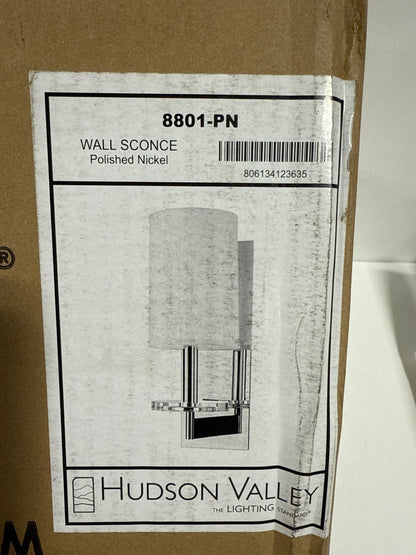 8801-PN
WALL SCONCE
Polished Nickel
806134123635
HUDSON VALLEY
THE LIGHTING STANDARD®
®
M